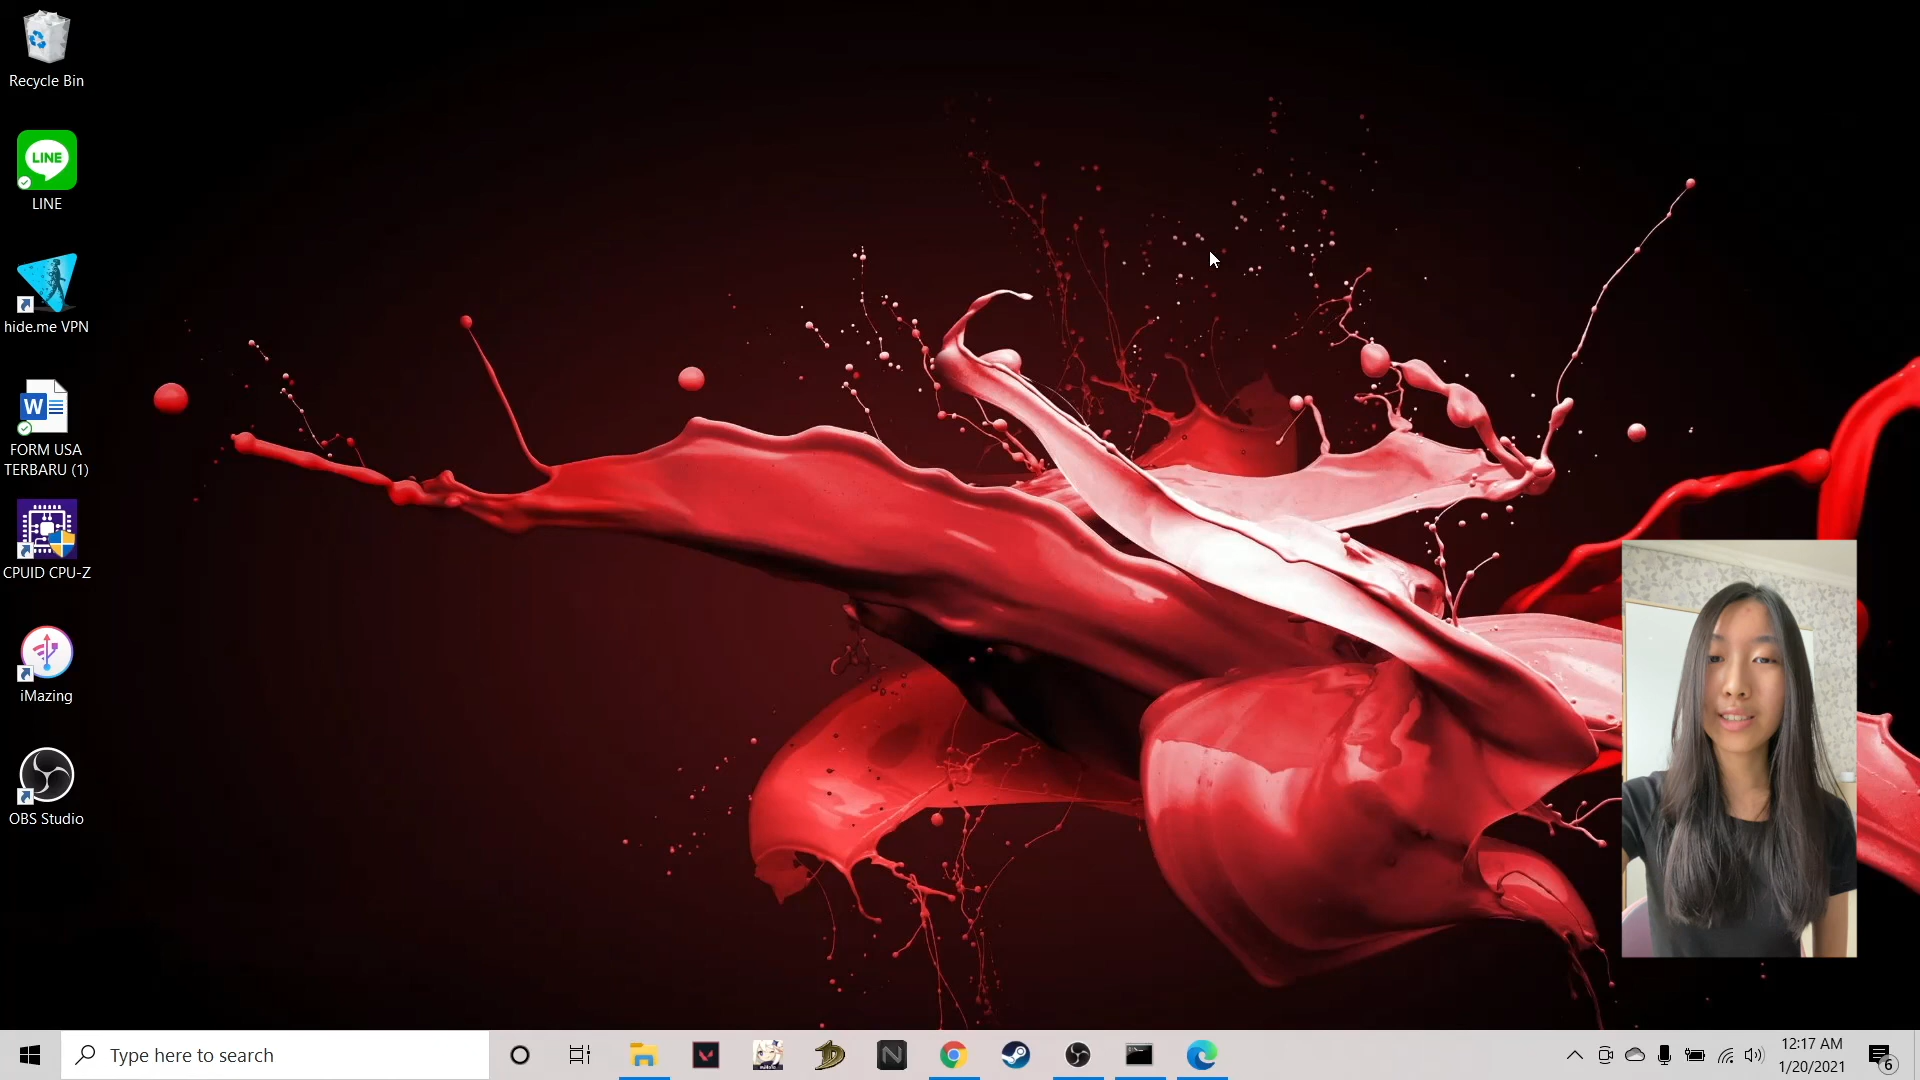 Recycle Bin
LINE
LINE
hide.me VPN
W
FORM USA
TERBARU (1)
CPUID CPU-Z
iMazing
OBS Studio
Type here to search
N
12:17 AM
1/20/2021
6